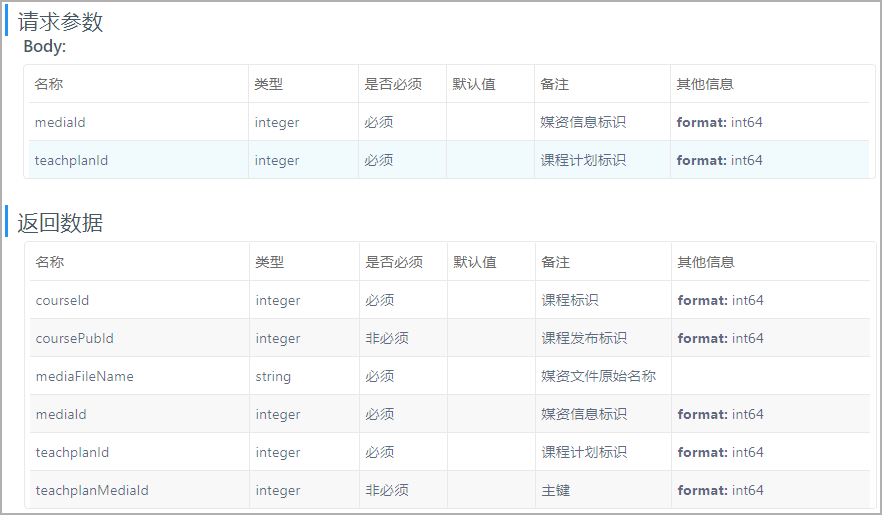 请求参数
Body:
名称 类型 是否必须 默认值 备注 其他信息
mediaId integer 必须 媒资信息标识 format: int64
teachplanId integer 必须 课程计划标识 format: int64
返回数据
名称 类型 是否必须 默认值 备注 其他信息
courseId integer 必须 课程标识 format: int64
coursePubId integer 非必须 课程发布标识 format: int64
mediaFileName string 必须 媒资文件原始名称
mediaId integer 必须 媒资信息标识 format: int64
teachplanId integer 必须 课程计划标识 format: int64
teachplanMediaId integer 非必须 主键 format: int64